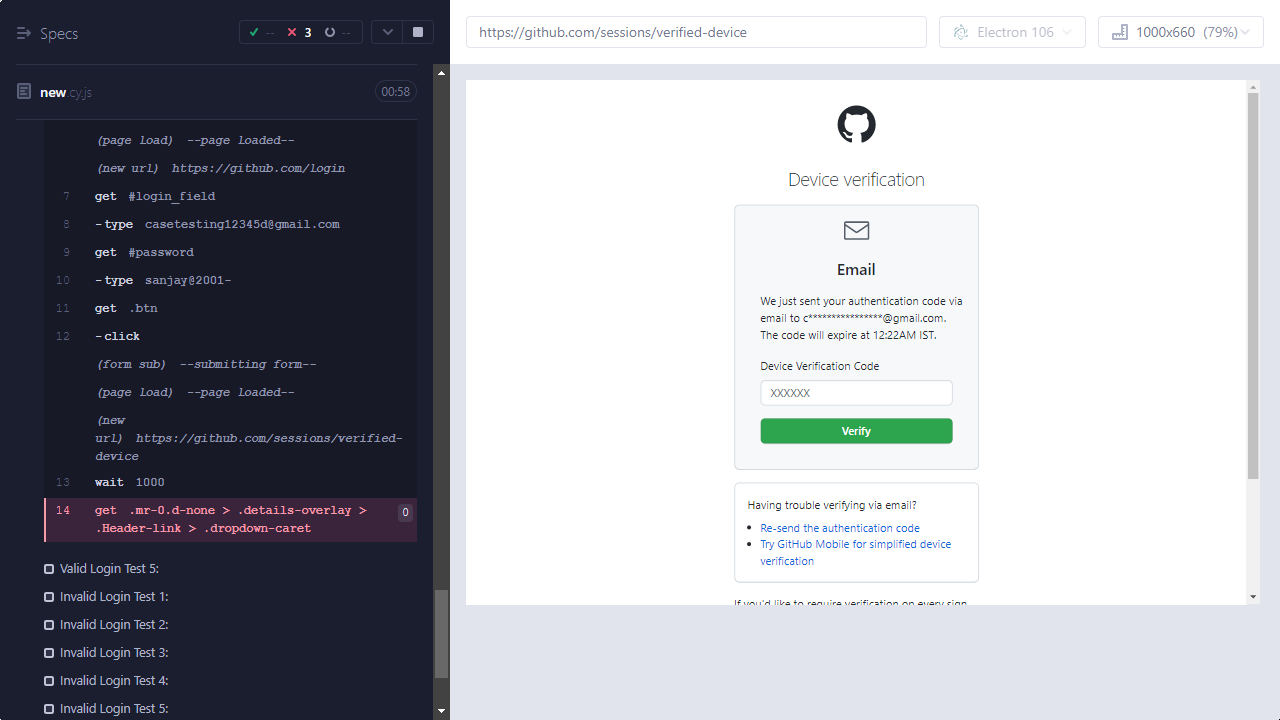 Specs
-- 3 --
new.cy.js
00:58
(page load) --page loaded--
(new url) https://github.com/login
7 get #login_field
8 -type casetesting12345d@gmail.com
9 get #password
10 -type sanjay@2001-
11 get .btn
12 -click
(form sub) --submitting form--
(page load) --page loaded--
(new
url) https://github.com/sessions/verified-
device
13 wait 1000
14 get .mr-0.d-none > .details-overlay >
.Header-link > .dropdown-caret
0
Valid Login Test 5:
Invalid Login Test 1:
Invalid Login Test 2:
Invalid Login Test 3:
Invalid Login Test 4:
Invalid Login Test 5:
https://github.com/sessions/verified-device
Electron 106
1000x660 (79%)
Device verification
Email
We just sent your authentication code via
email to c****************@gmail.com.
The code will expire at 12:22AM IST.
Device Verification Code
XXXXXX
Verify
Having trouble verifying via email?
Re-send the authentication code
Try GitHub Mobile for simplified device
verification
If you'd like to require verification on every sign